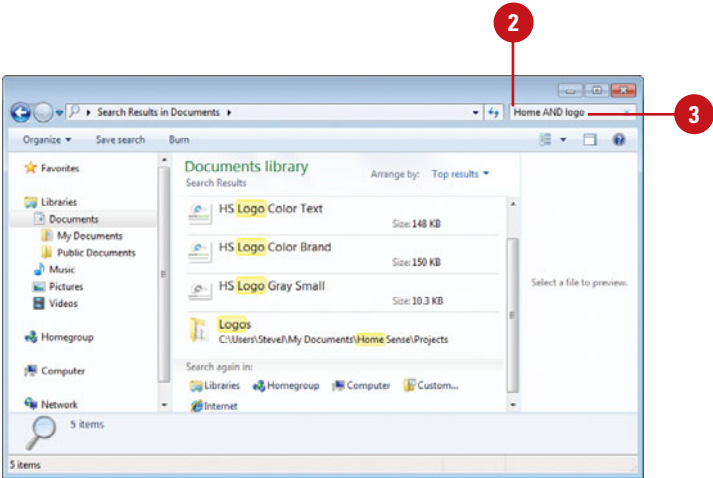 2
Search Results in Documents
Home AND logo
3
Organize Save search Burn
Favorites
Libraries
Documents
My Documents
Public Documents
Music
Pictures
Videos
Homegroup
Computer
Network
Documents library
Search Results
Arrange by: Top results
HS Logo Color Text
Size: 148 KB
HS Logo Color Brand
Size: 150 KB
HS Logo Gray Small
Size: 10.3 KB
Logos
C:\Users\SteveJ\My Documents\Home Sense\Projects
Search again in:
Libraries Homegroup Computer Custom...
Internet
Select a file to preview.
5 items
5 items